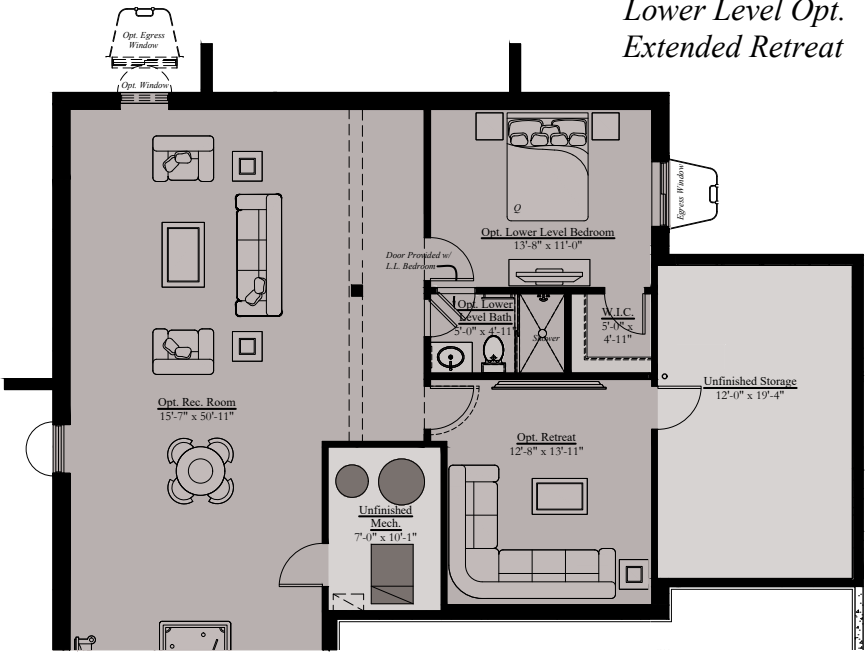 Lower Level Opt.
Extended Retreat
Opt. Egress
Window
Opt. Window
Egress Window
Q
Opt. Lower Level Bedroom
13'-8" x 11'-0"
Door Provided w/
L.L. Bedroom
Opt. Lower
Level Bath
5'-0" x 4'-11"
Shower
W.I.C.
5'-0" x
4'-11"
Unfinished Storage
12'-0" x 19'-4"
Opt. Rec. Room
15'-7" x 50'-11"
Opt. Retreat
12'-8" x 13'-11"
Unfinished
Mech.
7'-0" x 10'-1"